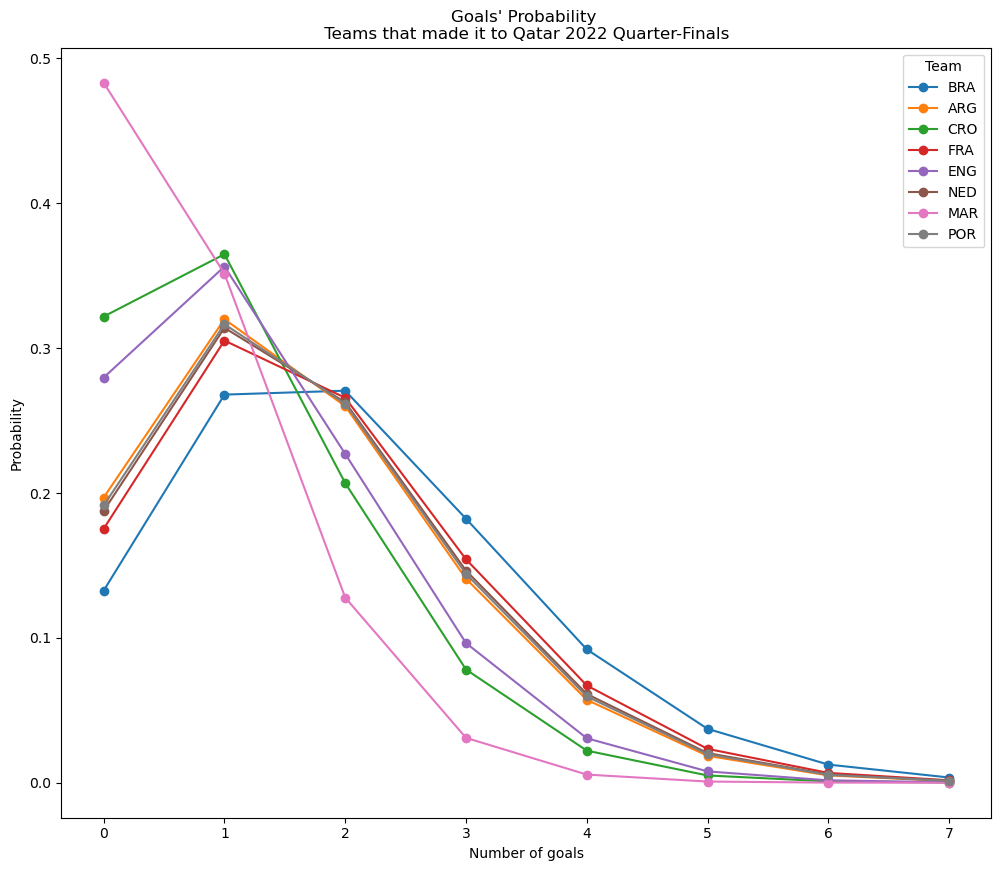 Goals' Probability
Teams that made it to Qatar 2022 Quarter-Finals
Probability
0.5
0.4
0.3
0.2
0.1
0.0
0 1 2 3 4 5 6 7
Number of goals
Team
BRA
ARG
CRO
FRA
ENG
NED
MAR
POR